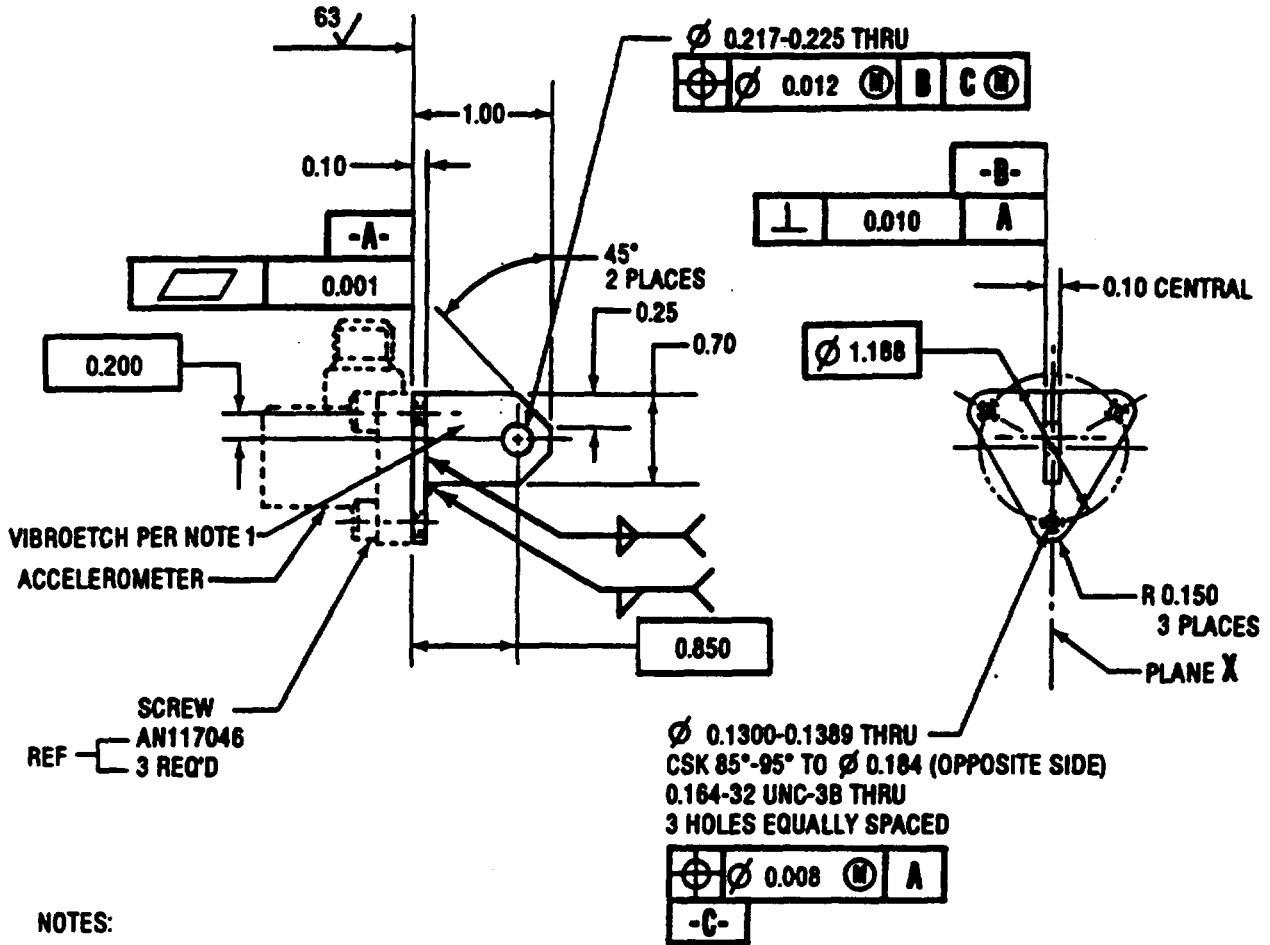 63
Ø 0.217-0.225 THRU
⌖ Ø 0.012 Ⓜ B C Ⓜ
1.00
0.10
-A-
▱ 0.001
45°
2 PLACES
0.25
0.70
0.200
-B-
⊥ 0.010 A
0.10 CENTRAL
Ø 1.188
VIBROETCH PER NOTE 1
ACCELEROMETER
0.850
R 0.150
3 PLACES
PLANE X
SCREW
AN117046
REF
3 REQ'D
Ø 0.1300-0.1389 THRU
CSK 85°-95° TO Ø 0.184 (OPPOSITE SIDE)
0.164-32 UNC-3B THRU
3 HOLES EQUALLY SPACED
⌖ Ø 0.008 Ⓜ A
-C-
NOTES: